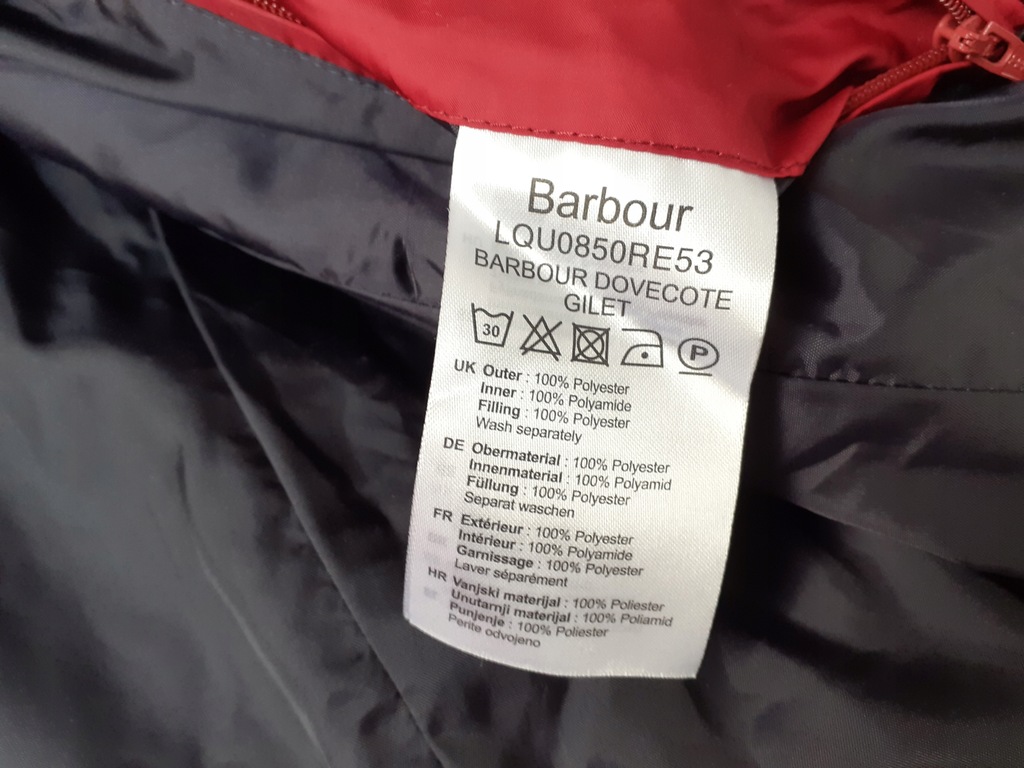 Barbour
LQU0850RE53
BARBOUR DOVECOTE
GILET
30 P
UK Outer : 100% Polyester
Inner : 100% Polyamide
Filling : 100% Polyester
Wash separately
DE Obermaterial : 100% Polyester
Innenmaterial : 100% Polyamid
Füllung : 100% Polyester
Separat waschen
FR Extérieur : 100% Polyester
Intérieur : 100% Polyamide
Garnissage : 100% Polyester
Laver séparément
HR Vanjski materijal : 100% Poliester
Unutarnji materijal : 100% Poliamid
Punjenje : 100% Poliester
Perite odvojeno